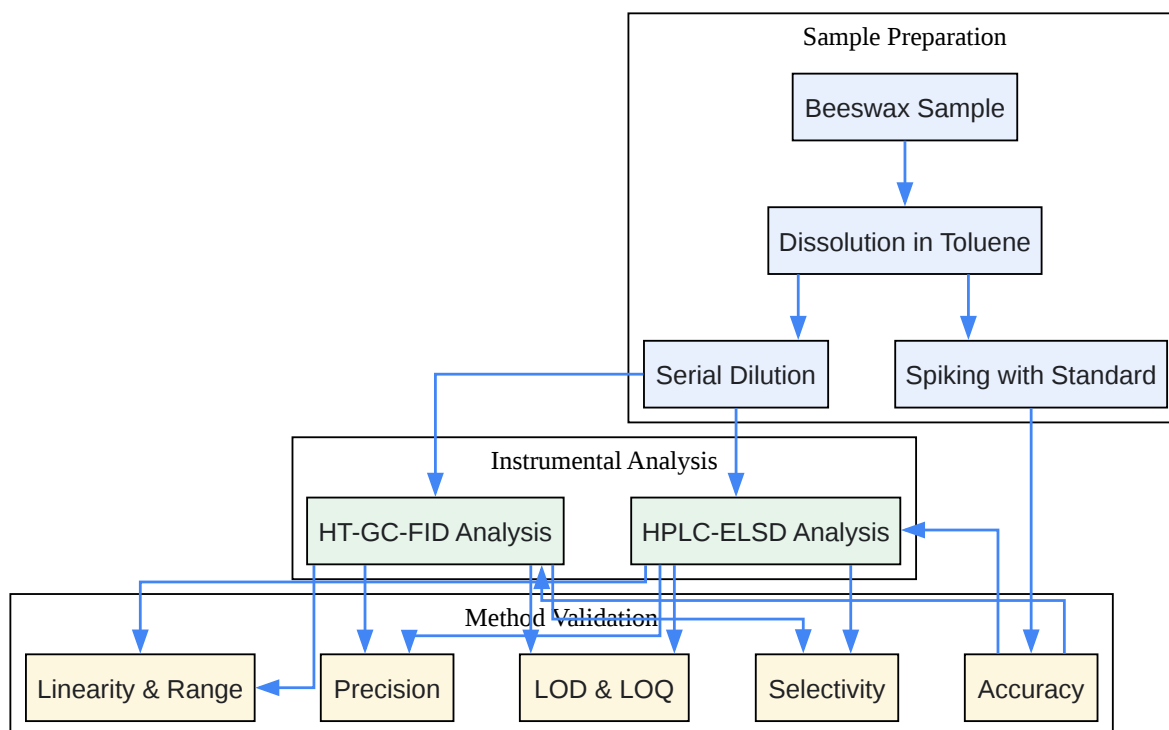 Sample Preparation
Beeswax Sample
Dissolution in Toluene
Serial Dilution
Spiking with Standard
Instrumental Analysis
HT-GC-FID Analysis
HPLC-ELSD Analysis
Method Validation
Linearity & Range
Precision
LOD & LOQ
Selectivity
Accuracy